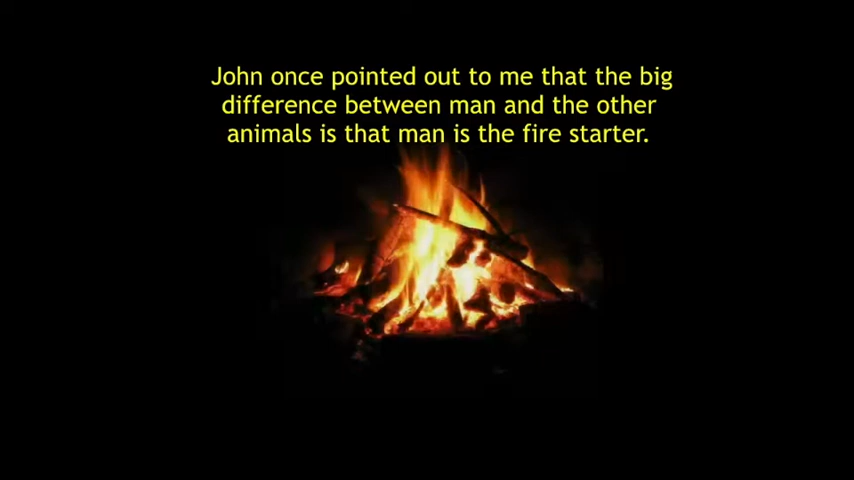 John once pointed out to me that the big
difference between man and the other
animals is that man is the fire starter.